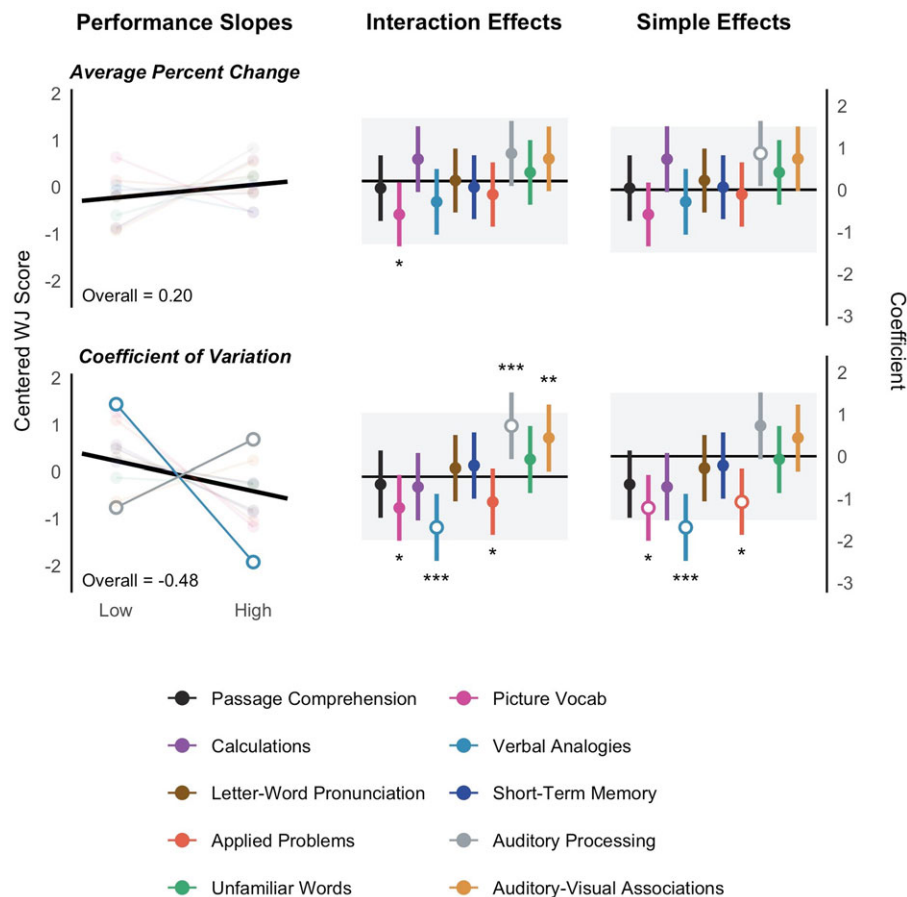 Performance Slopes
Interaction Effects
Simple Effects
Average Percent Change
2
1
0
-1
-2
Overall = 0.20
*
2
1
0
-1
-2
-3
Centered WJ Score
Coefficient
Coefficient of Variation
2
1
0
-1
-2
Overall = -0.48
Low
High
***
**
*
***
*
*
***
*
2
1
0
-1
-2
-3
Passage Comprehension
Picture Vocab
Calculations
Verbal Analogies
Letter-Word Pronunciation
Short-Term Memory
Applied Problems
Auditory Processing
Unfamiliar Words
Auditory-Visual Associations